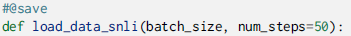 #@save
def load_data_snli(batch_size, num_steps=50):